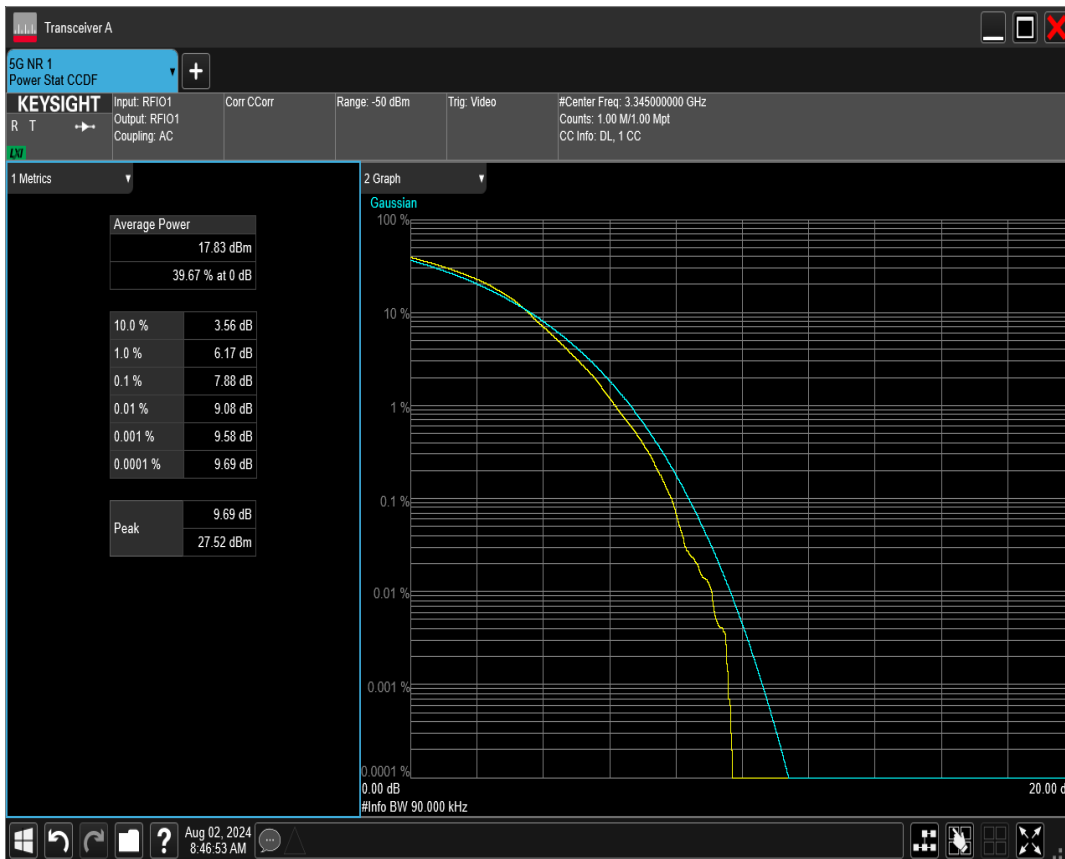 Transceiver A
5G NR 1
Power Stat CCDF
+
KEYSIGHT
R T
LXI
Input: RFIO1
Output: RFIO1
Coupling: AC
Corr CCorr
Range: -50 dBm
Trig: Video
#Center Freq: 3.345000000 GHz
Counts: 1.00 M/1.00 Mpt
CC Info: DL, 1 CC
1 Metrics
Average Power
17.83 dBm
39.67 % at 0 dB
10.0 % 3.56 dB
1.0 % 6.17 dB
0.1 % 7.88 dB
0.01 % 9.08 dB
0.001 % 9.58 dB
0.0001 % 9.69 dB
Peak
9.69 dB
27.52 dBm
2 Graph
Gaussian
100 %
10 %
1 %
0.1 %
0.01 %
0.001 %
0.0001 %
0.00 dB 20.00 d
#Info BW 90.000 kHz
?
Aug 02, 2024
8:46:53 AM